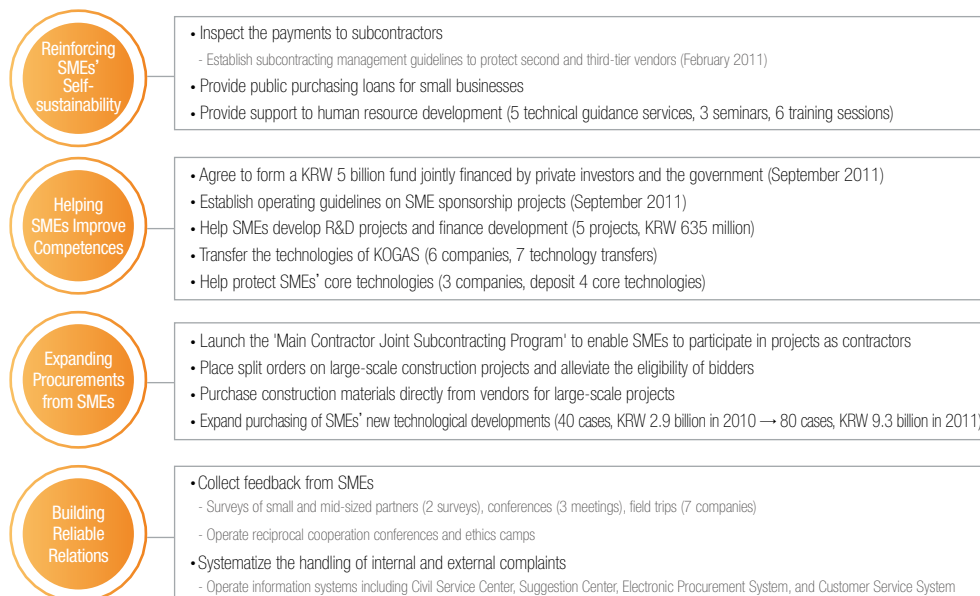 Reinforcing
SMEs'
Self-
sustainability
• Inspect the payments to subcontractors
- Establish subcontracting management guidelines to protect second and third-tier vendors (February 2011)
• Provide public purchasing loans for small businesses
• Provide support to human resource development (5 technical guidance services, 3 seminars, 6 training sessions)
Helping
SMEs Improve
Competences
• Agree to form a KRW 5 billion fund jointly financed by private investors and the government (September 2011)
• Establish operating guidelines on SME sponsorship projects (September 2011)
• Help SMEs develop R&D projects and finance development (5 projects, KRW 635 million)
• Transfer the technologies of KOGAS (6 companies, 7 technology transfers)
• Help protect SMEs' core technologies (3 companies, deposit 4 core technologies)
Expanding
Procurements
from SMEs
• Launch the 'Main Contractor Joint Subcontracting Program' to enable SMEs to participate in projects as contractors
• Place split orders on large-scale construction projects and alleviate the eligibility of bidders
• Purchase construction materials directly from vendors for large-scale projects
• Expand purchasing of SMEs' new technological developments (40 cases, KRW 2.9 billion in 2010 → 80 cases, KRW 9.3 billion in 2011)
Building
Reliable
Relations
• Collect feedback from SMEs
- Surveys of small and mid-sized partners (2 surveys), conferences (3 meetings), field trips (7 companies)
- Operate reciprocal cooperation conferences and ethics camps
• Systematize the handling of internal and external complaints
- Operate information systems including Civil Service Center, Suggestion Center, Electronic Procurement System, and Customer Service System